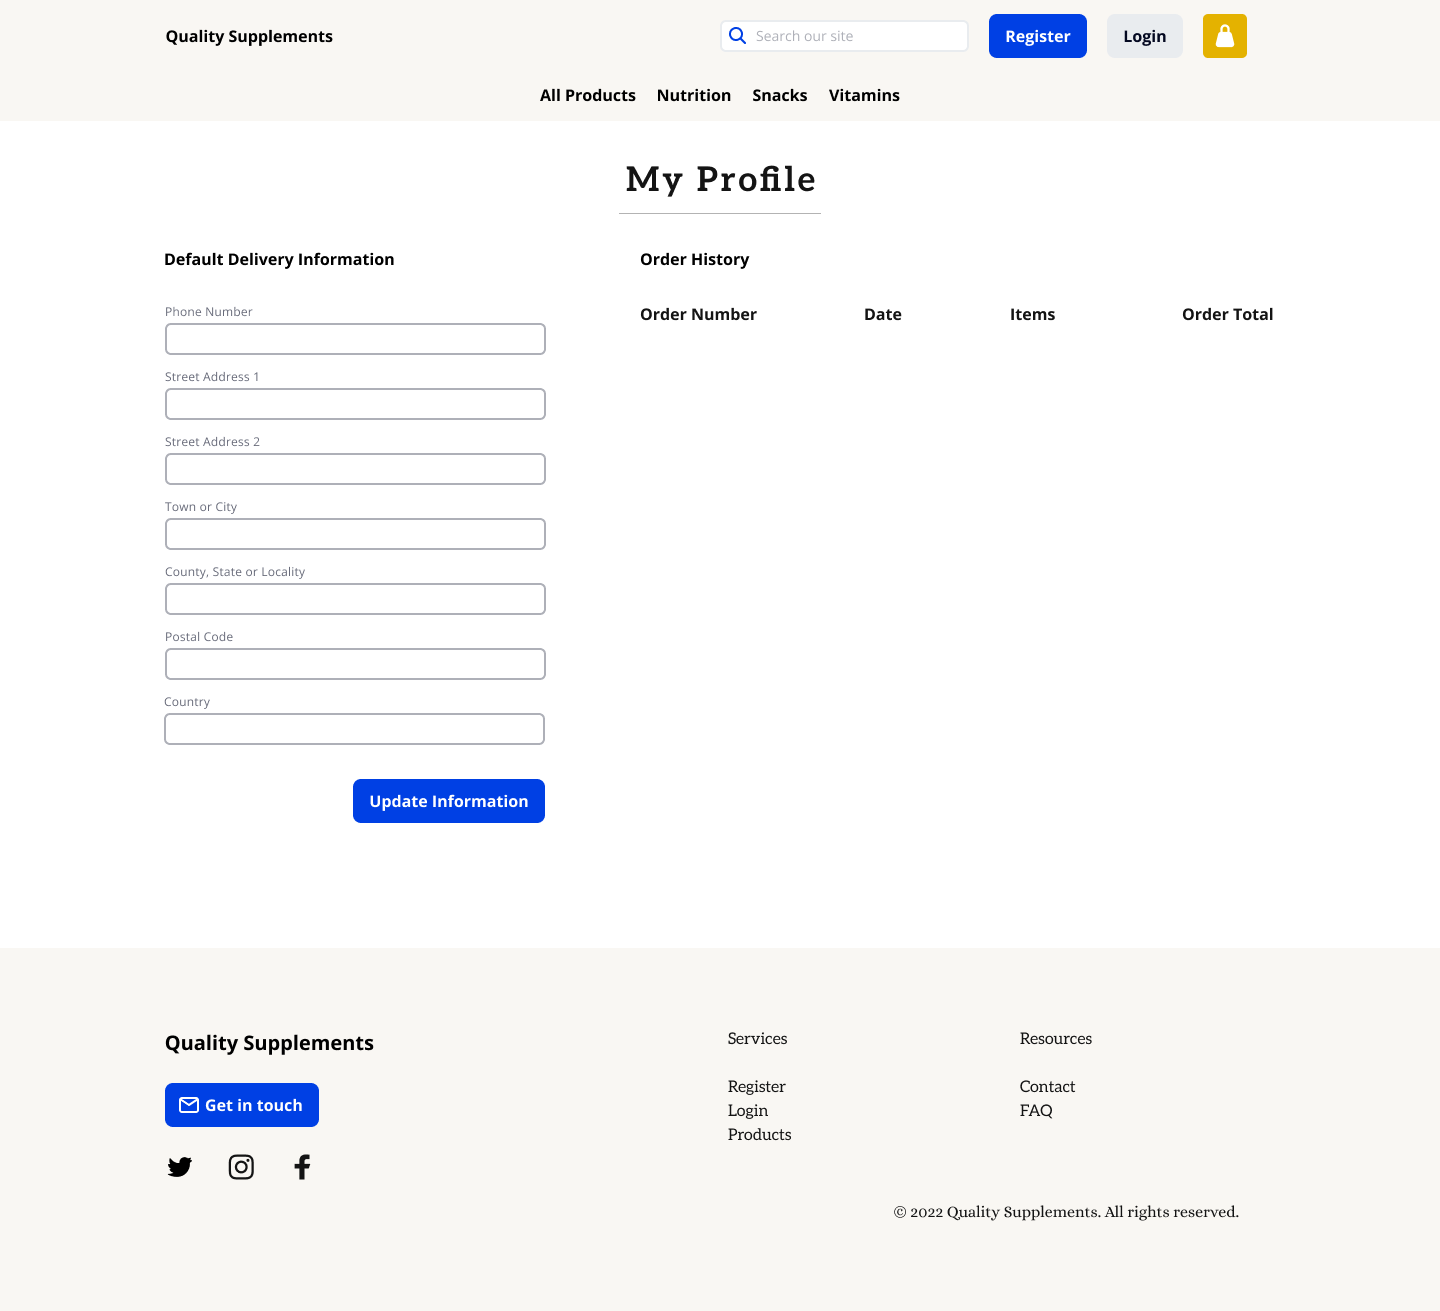 Quality Supplements
Search our site
Register
Login
All Products Nutrition Snacks Vitamins
My Profile
Default Delivery Information
Phone Number
Street Address 1
Street Address 2
Town or City
County, State or Locality
Postal Code
Country
Update Information
Order History
Order Number Date Items Order Total
Quality Supplements
Get in touch
Services
Register
Login
Products
Resources
Contact
FAQ
© 2022 Quality Supplements. All rights reserved.